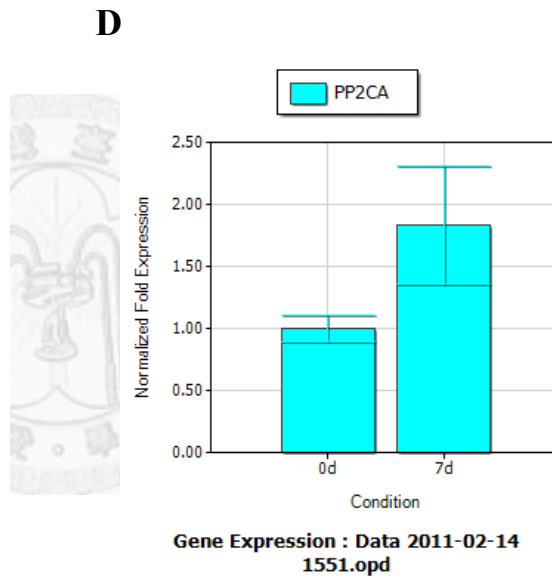 D
PP2CA
2.50
2.00
1.50
1.00
0.50
0.00
Normalized Fold Expression
0d 7d
Condition
Gene Expression : Data 2011-02-14
1551.opd